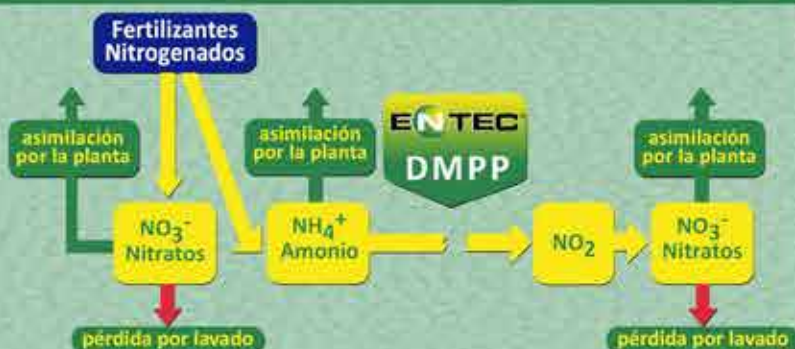 Fertilizantes
Nitrogenados
asimilación
por la planta
asimilación
por la planta
ENTEC
DMPP
asimilación
por la planta
NO₃⁻
Nitratos
NH₄⁺
Amonio
NO₂
NO₃⁻
Nitratos
pérdida por lavado
pérdida por lavado